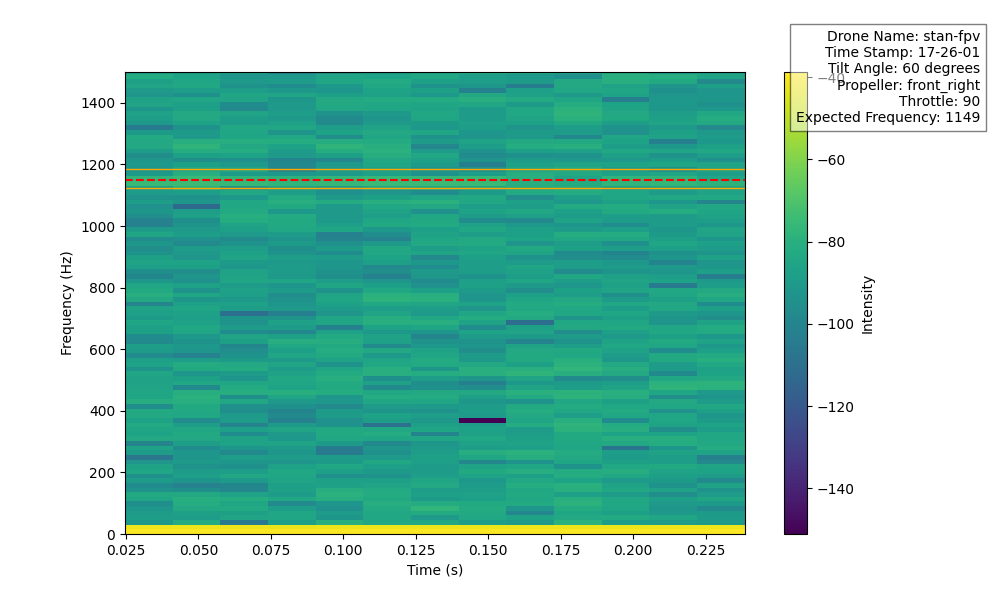 Drone Name: stan-fpv
Time Stamp: 17-26-01
Tilt Angle: 60 degrees
Propeller: front_right
Throttle: 90
Expected Frequency: 1149
−40
−60
−80
−100
−120
−140
Intensity
1400
1200
1000
800
600
400
200
0
Frequency (Hz)
0.025
0.050
0.075
0.100
0.125
0.150
0.175
0.200
0.225
Time (s)